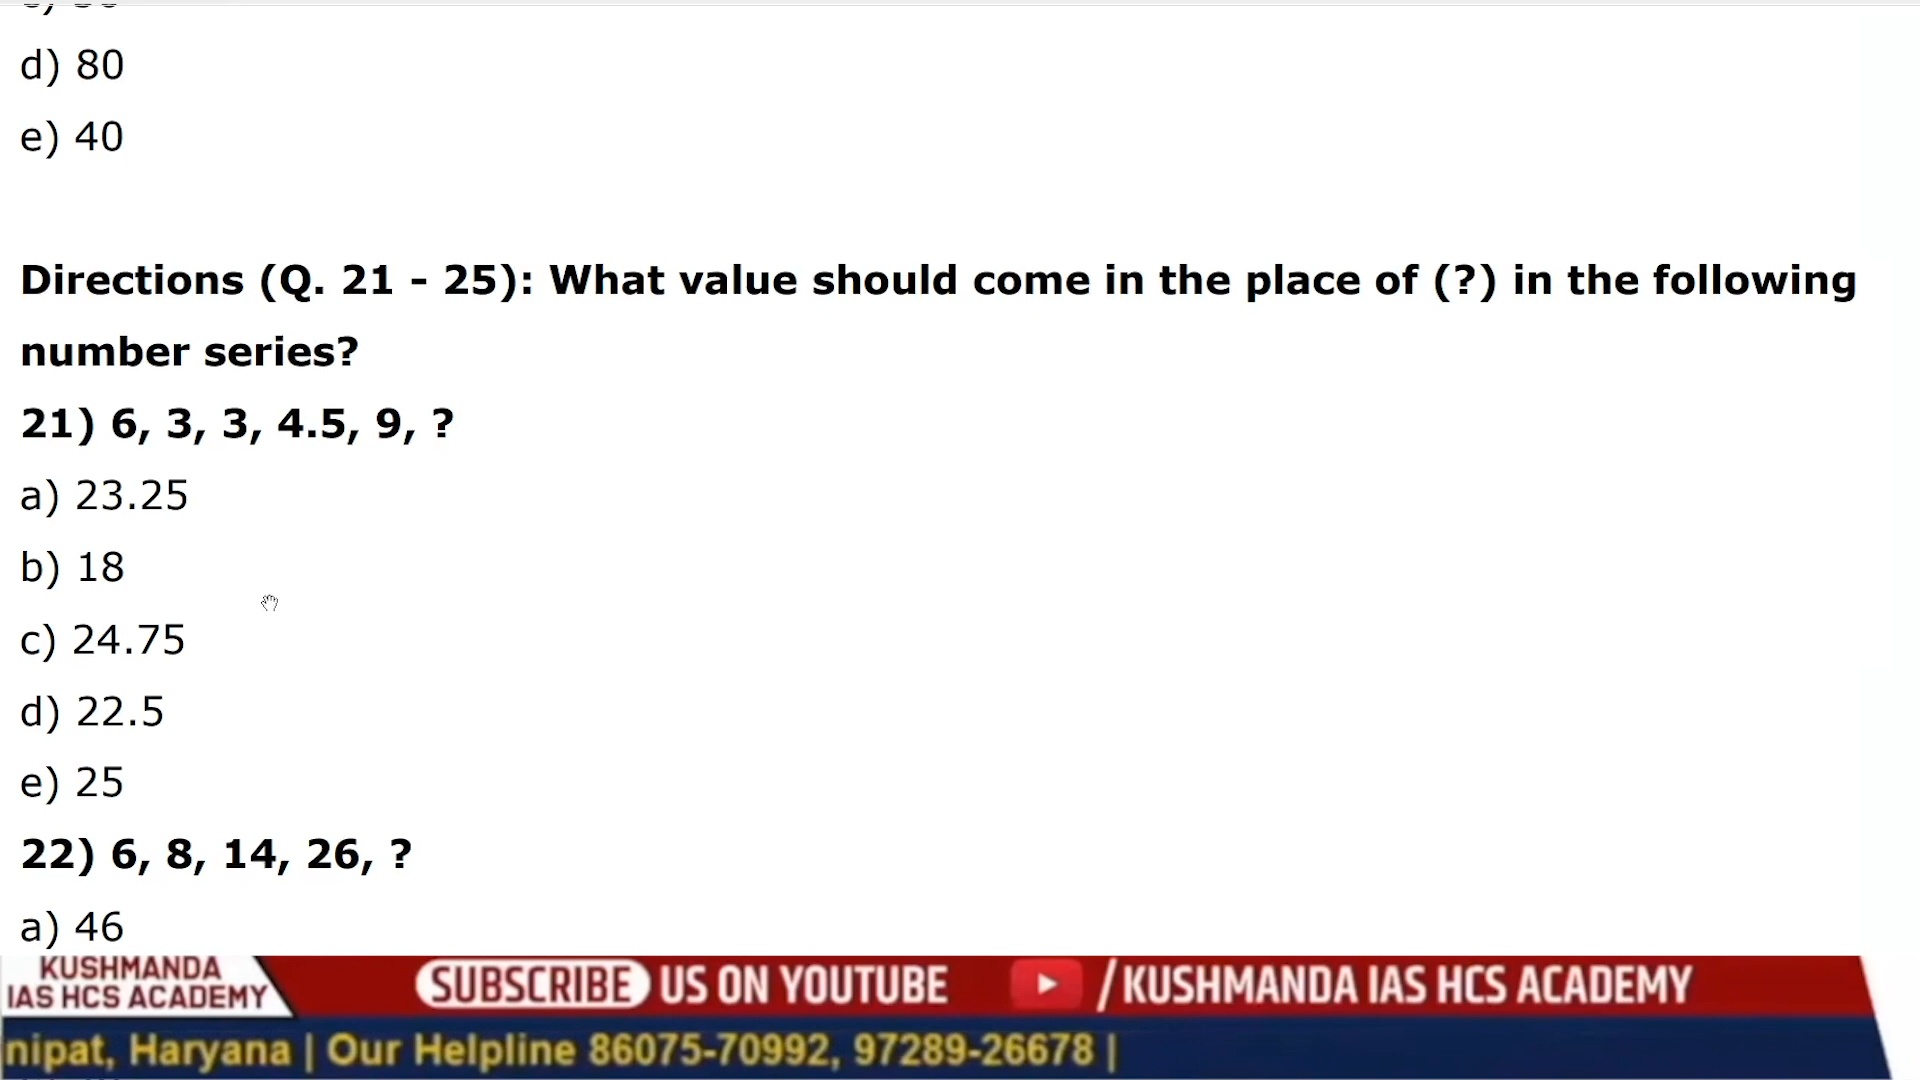 d) 80
e) 40
Directions (Q. 21 - 25): What value should come in the place of (?) in the following
number series?
21) 6, 3, 3, 4.5, 9, ?
a) 23.25
b) 18
c) 24.75
d) 22.5
e) 25
22) 6, 8, 14, 26, ?
a) 46
KUSHMANDA
IAS HCS ACADEMY
SUBSCRIBE US ON YOUTUBE /KUSHMANDA IAS HCS ACADEMY
nipat, Haryana | Our Helpline 86075-70992, 97289-26678 |